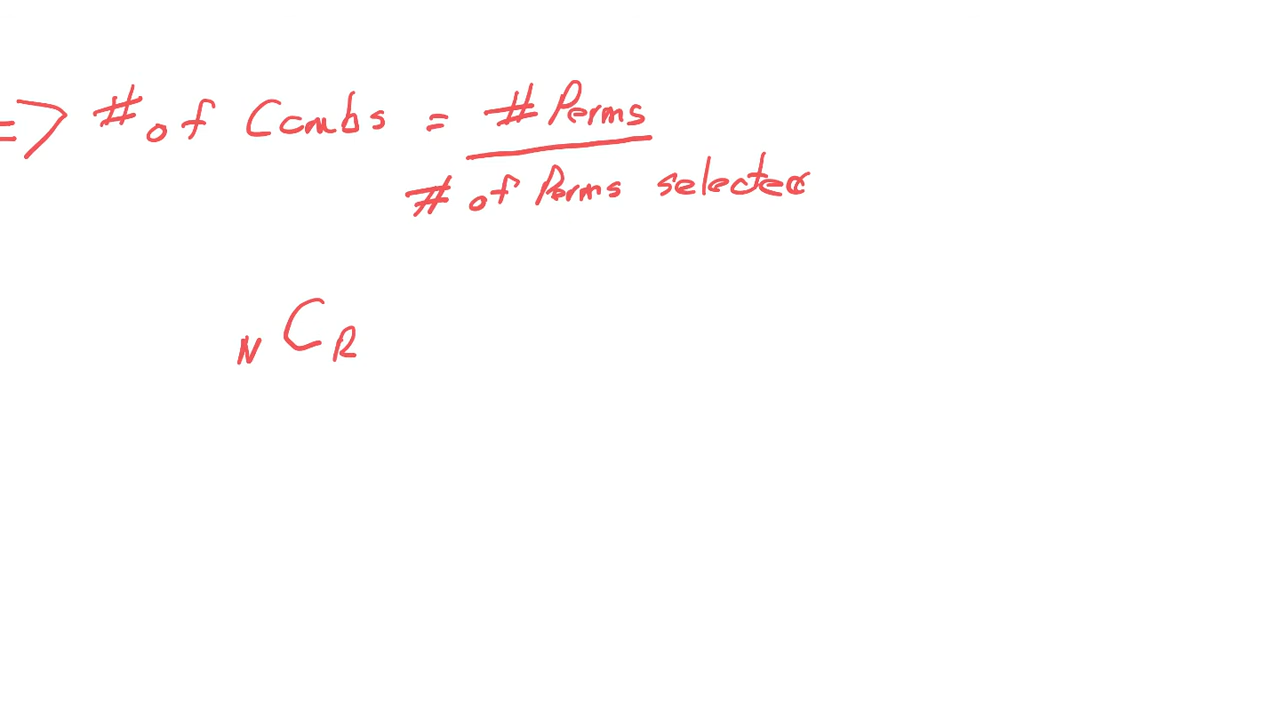 => # of Combs = # Perms
# of Perms selected
N C R